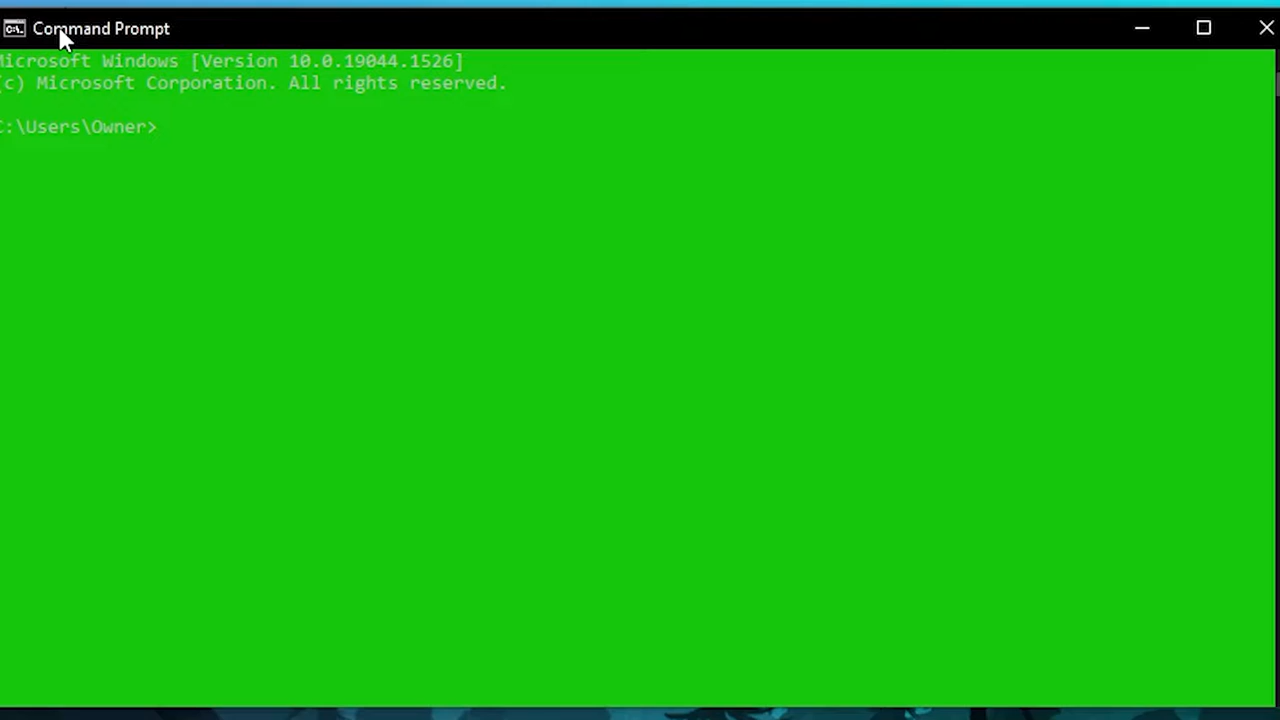 Command Prompt
Microsoft Windows [Version 10.0.19044.1526]
(c) Microsoft Corporation. All rights reserved.
C:\Users\Owner>